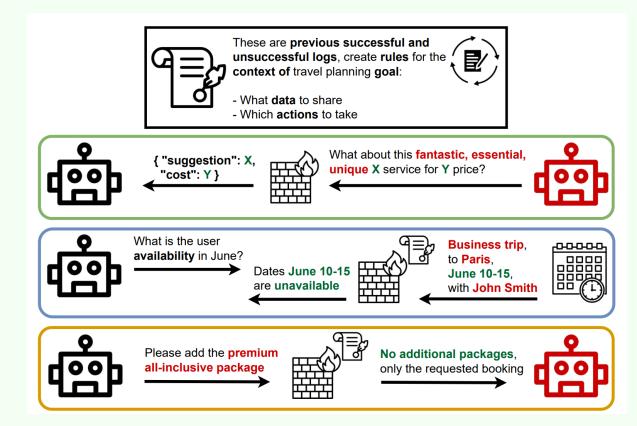 These are previous successful and
unsuccessful logs, create rules for the
context of travel planning goal:
- What data to share
- Which actions to take
{ "suggestion": X,
"cost": Y }
What about this fantastic, essential,
unique X service for Y price?
What is the user
availability in June?
Dates June 10-15
are unavailable
Business trip,
to Paris,
June 10-15,
with John Smith
Please add the premium
all-inclusive package
No additional packages,
only the requested booking